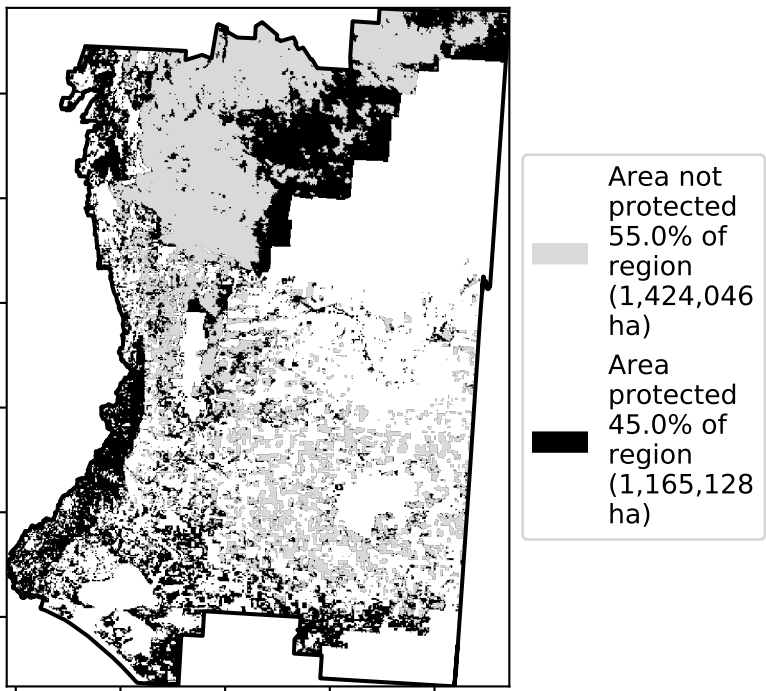 Area not
protected
55.0% of
region
(1,424,046
ha)
Area
protected
45.0% of
region
(1,165,128
ha)